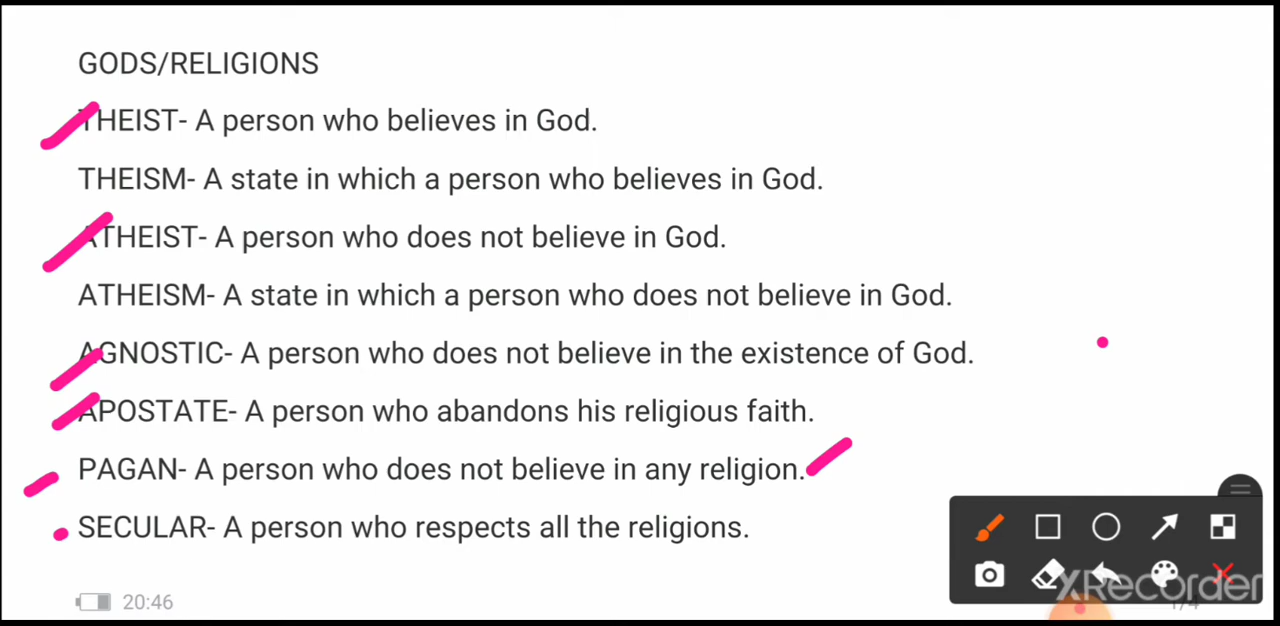 GODS/RELIGIONS
THEIST- A person who believes in God.
THEISM- A state in which a person who believes in God.
ATHEIST- A person who does not believe in God.
ATHEISM- A state in which a person who does not believe in God.
AGNOSTIC- A person who does not believe in the existence of God.
APOSTATE- A person who abandons his religious faith.
PAGAN- A person who does not believe in any religion.
SECULAR- A person who respects all the religions.
XRecorder
20:46
1/4